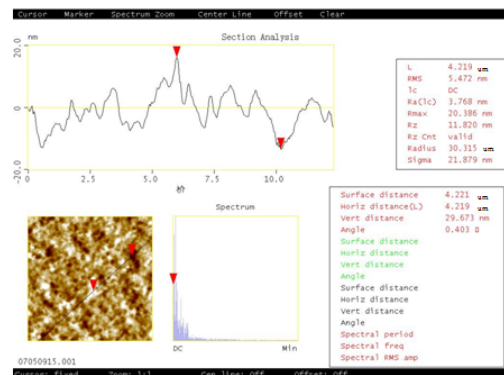 Cursor Marker Spectrum Zoom Center Line Offset Clear
nm
Section Analysis
20.0
0
-20.0
-0 2.5 5.0 7.5 10.0
L 4.219 um
RMS 5.472 nm
lc DC
Ra(lc) 3.768 nm
Rmax 20.386 nm
Rz 11.820 nm
Rz Cnt valid
Radius 30.315 um
Sigma 21.879 nm
Surface distance 4.221 um
Horiz distance(L) 4.219 um
Vert distance 29.673 nm
Angle 0.403
Surface distance
Horiz distance
Vert distance
Angle
Surface distance
Horiz distance
Vert distance
Angle
Spectral period
Spectral freq
Spectral RMS amp
Spectrum
DC Min
07050915.001
Cursor: fixed Zoom: 1:1 Cen line: Off Offset: Off